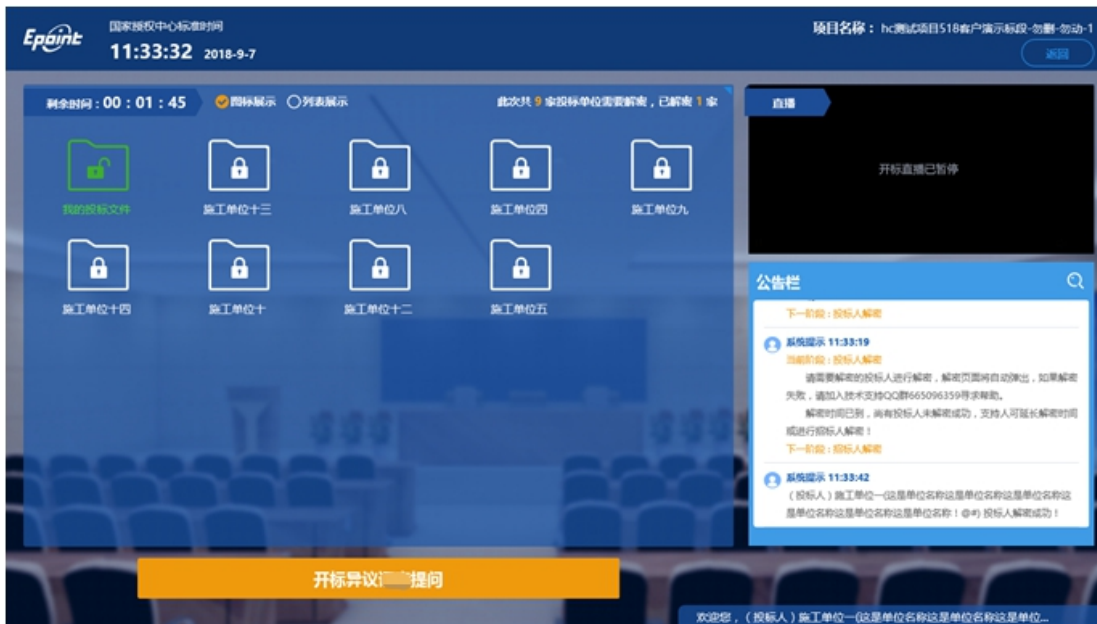 Epoint
国家授权中心标准时间
11:33:32 2018-9-7
项目名称：hc测试项目518客户演示标段-勿删-勿动-1
返回
剩余时间：00：01：45
图标展示
列表展示
此次共 9 家投标单位需要解密，已解密 1 家
我的投标文件
施工单位十三
施工单位八
施工单位四
施工单位九
施工单位十四
施工单位十
施工单位十二
施工单位五
直播
开标直播已暂停
公告栏
下一阶段：投标人解密
系统提示 11:33:19
当前阶段：投标人解密
请需要解密的投标人进行解密，解密页面将自动弹出，如果解密
失败，请加入技术支持QQ群665096359寻求帮助。
解密时间已到，尚有投标人未解密成功，支持人可延长解密时间
或进行招标人解密！
下一阶段：招标人解密
系统提示 11:33:42
（投标人）施工单位一(这是单位名称这是单位名称这是单位名称这
是单位名称这是单位名称这是单位名称！@#) 投标人解密成功！
开标异议 提问
欢迎您，（投标人）施工单位一(这是单位名称这是单位名称这是单位...